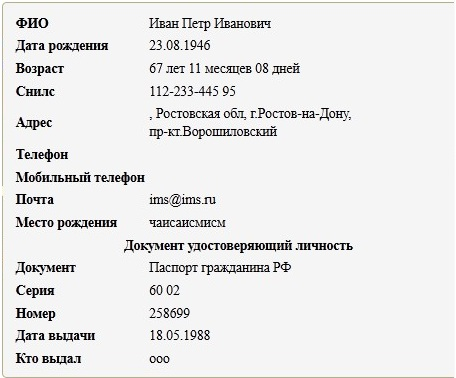 ФИО Иван Петр Иванович
Дата рождения 23.08.1946
Возраст 67 лет 11 месяцев 08 дней
Снилс 112-233-445 95
Адрес , Ростовская обл, г.Ростов-на-Дону,
пр-кт.Ворошиловский
Телефон
Мобильный телефон
Почта ims@ims.ru
Место рождения чаисаисмисм
Документ удостоверяющий личность
Документ Паспорт гражданина РФ
Серия 60 02
Номер 258699
Дата выдачи 18.05.1988
Кто выдал ооо